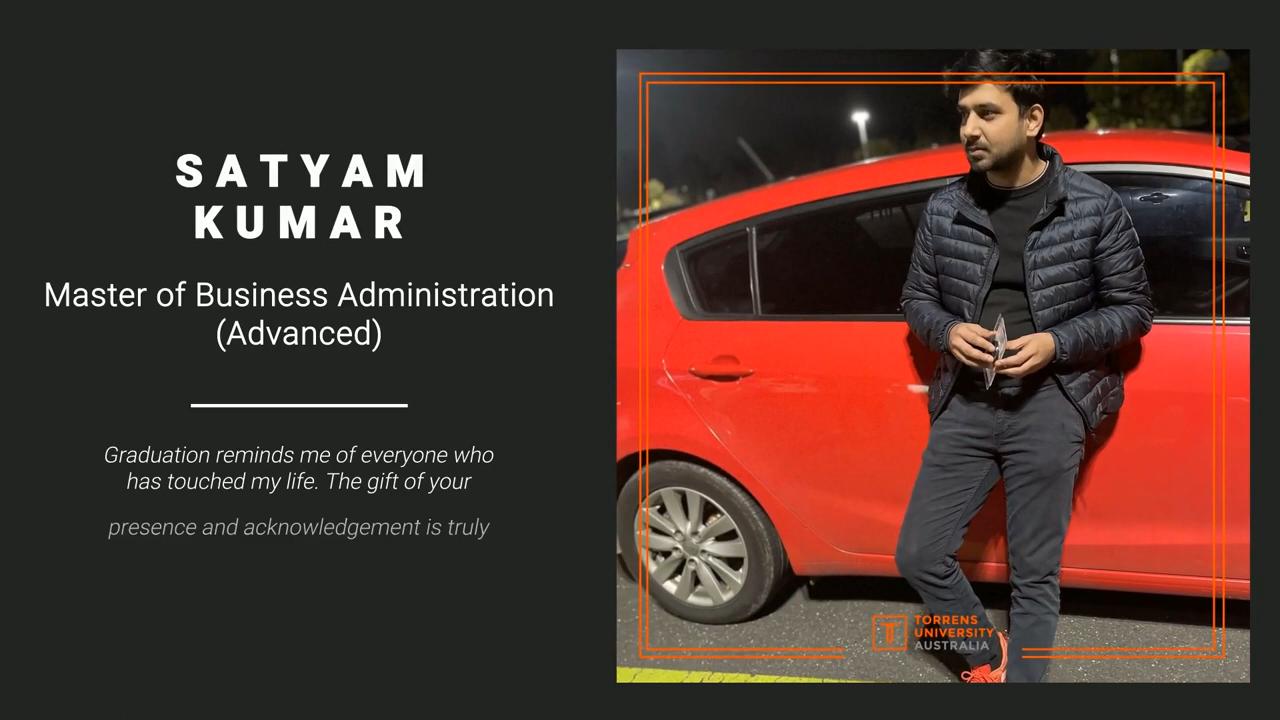 SATYAM
KUMAR
Master of Business Administration
(Advanced)
Graduation reminds me of everyone who
has touched my life. The gift of your
presence and acknowledgement is truly
TORRENS
UNIVERSITY
AUSTRALIA